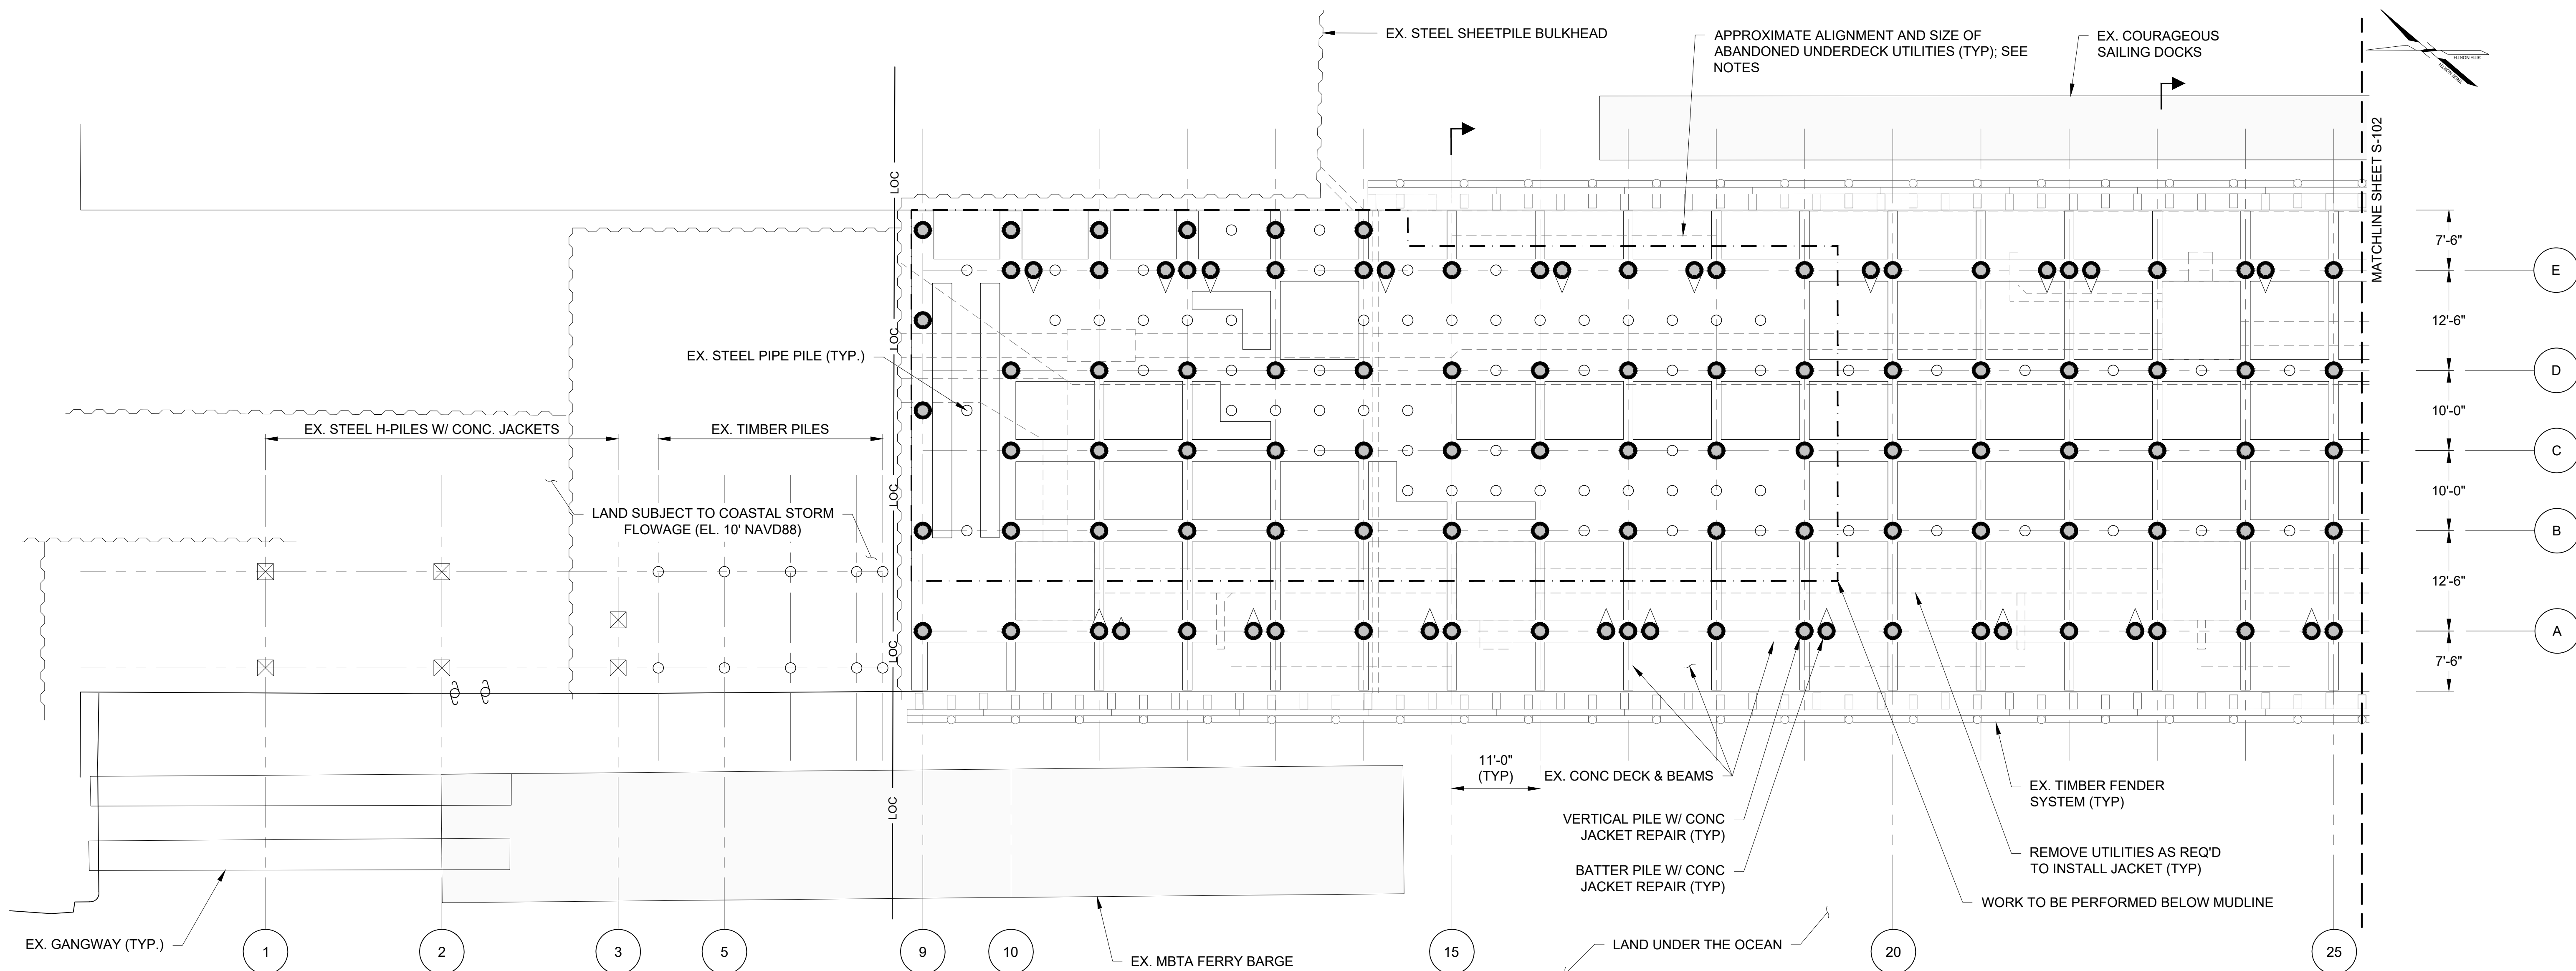 EX. STEEL SHEETPILE BULKHEAD
APPROXIMATE ALIGNMENT AND SIZE OF
ABANDONED UNDERDECK UTILITIES (TYP); SEE
NOTES
EX. COURAGEOUS
SAILING DOCKS
SITE NORTH
TRUE NORTH
MATCHLINE SHEET S-102
LOC
7'-6"
E
12'-6"
LOC
EX. STEEL PIPE PILE (TYP.)
D
10'-0"
EX. STEEL H-PILES W/ CONC. JACKETS
EX. TIMBER PILES
C
LOC
10'-0"
LAND SUBJECT TO COASTAL STORM
FLOWAGE (EL. 10' NAVD88)
B
12'-6"
A
LOC
7'-6"
11'-0"
(TYP)
EX. CONC DECK & BEAMS
EX. TIMBER FENDER
SYSTEM (TYP)
LOC
VERTICAL PILE W/ CONC
JACKET REPAIR (TYP)
REMOVE UTILITIES AS REQ'D
TO INSTALL JACKET (TYP)
BATTER PILE W/ CONC
JACKET REPAIR (TYP)
WORK TO BE PERFORMED BELOW MUDLINE
EX. GANGWAY (TYP.)
1
2
3
5
9
10
15
20
25
LAND UNDER THE OCEAN
EX. MBTA FERRY BARGE